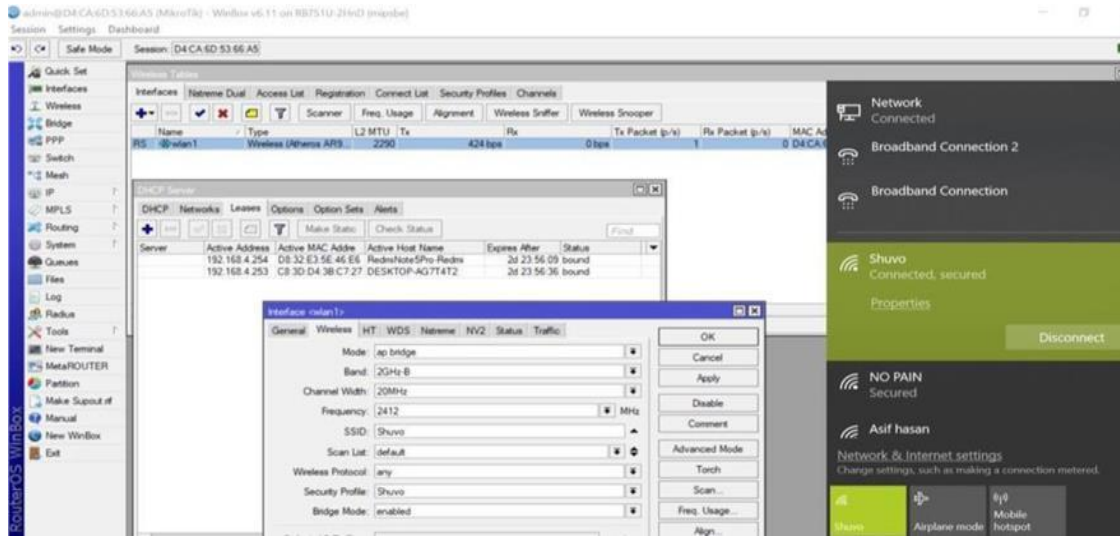 admin@D4:CA:6D:53:66:A5 (MikroTik) - WinBox v6.11 on RB751U-2HnD (mipsbe)
Session Settings Dashboard
Safe Mode Session: D4:CA:6D:53:66:A5
Quick Set
Interfaces
Wireless
Bridge
PPP
Switch
Mesh
IP
MPLS
Routing
System
Queues
Files
Log
Radius
Tools
New Terminal
MetaROUTER
Partition
Make Supout.rif
Manual
New WinBox
Exit
RouterOS WinBox
Wireless Tables
Interfaces Nstreme Dual Access List Registration Connect List Security Profiles Channels
Scanner Freq. Usage Alignment Wireless Sniffer Wireless Snooper
Name Type L2 MTU Tx Rx Tx Packet (p/s) Rx Packet (p/s) MAC Ad
RS wlan1 Wireless (Atheros AR9... 2290 424 bps 0 bps 1 0 D4:CA:6
DHCP Server
DHCP Networks Leases Options Option Sets Alerts
Make Static Check Status Find
Server Active Address Active MAC Addre Active Host Name Expires After Status
192.168.4.254 D8:32:E3:5E:46:E6 RedmiNote5Pro-Redmi 2d 23:56:09 bound
192.168.4.253 C8:3D:D4:3B:C7:27 DESKTOP-AG7T4T2 2d 23:56:36 bound
Interface <wlan1>
General Wireless HT WDS Nstreme NV2 Status Traffic
Mode: ap bridge
Band: 2GHz-B
Channel Width: 20MHz
Frequency: 2412 MHz
SSID: Shuvo
Scan List: default
Wireless Protocol: any
Security Profile: Shuvo
Bridge Mode: enabled
OK
Cancel
Apply
Disable
Comment
Advanced Mode
Torch
Scan...
Freq. Usage...
Align...
Network
Connected
Broadband Connection 2
Broadband Connection
Shuvo
Connected, secured
Properties
Disconnect
NO PAIN
Secured
Asif hasan
Network & Internet settings
Change settings, such as making a connection metered.
Shuvo
Airplane mode
Mobile
hotspot